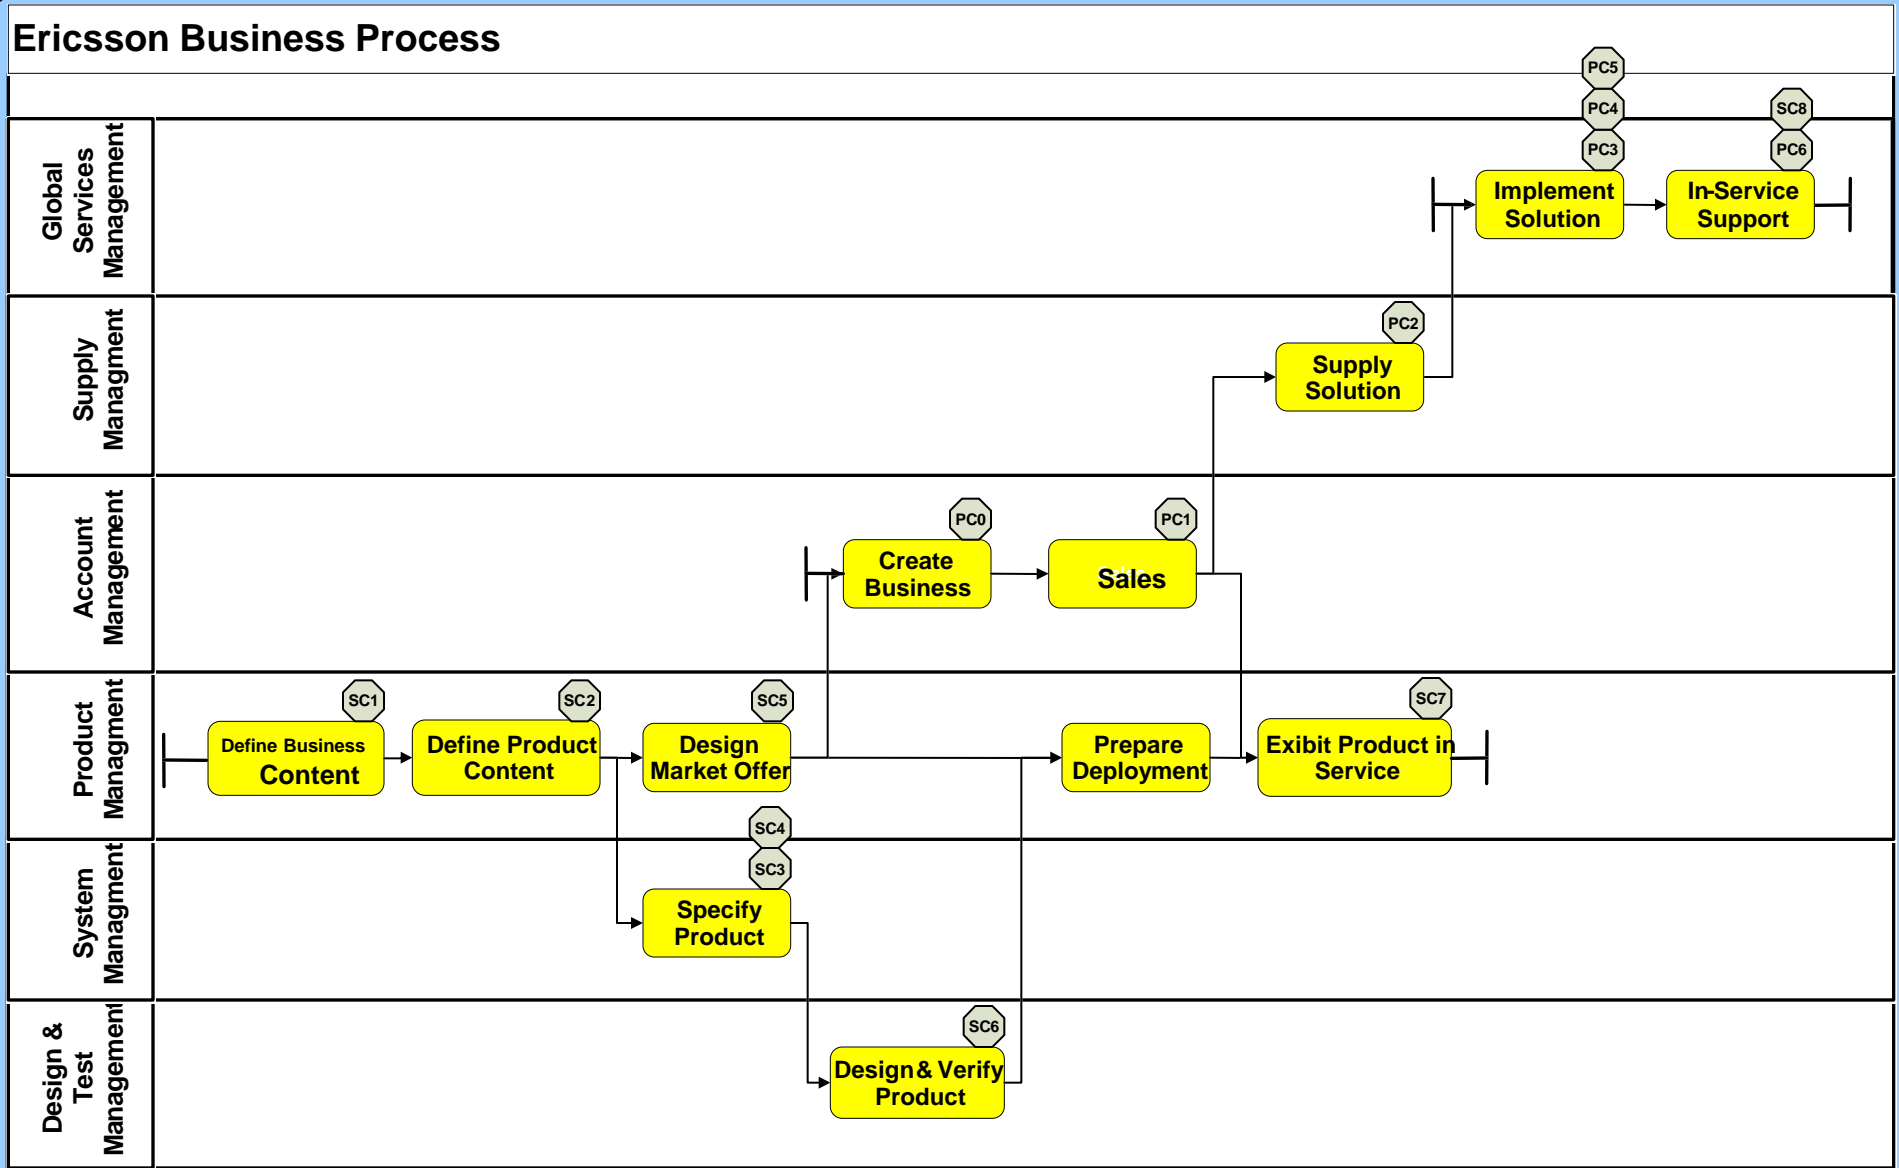 Ericsson Business Process
PC5
PC4
SC8
PC3
PC6
Global
Services
Management
Implement
Solution
In-Service
Support
Supply
Managment
PC2
Supply
Solution
Account
Management
PC0
PC1
Create
Business
Sales
Product
Managment
SC1
SC2
SC5
SC7
Define Business
Content
Define Product
Content
Design
Market Offer
Prepare
Deployment
Exibit Product in
Service
System
Managment
SC4
SC3
Specify
Product
Design &
Test
Management
SC6
Design & Verify
Product